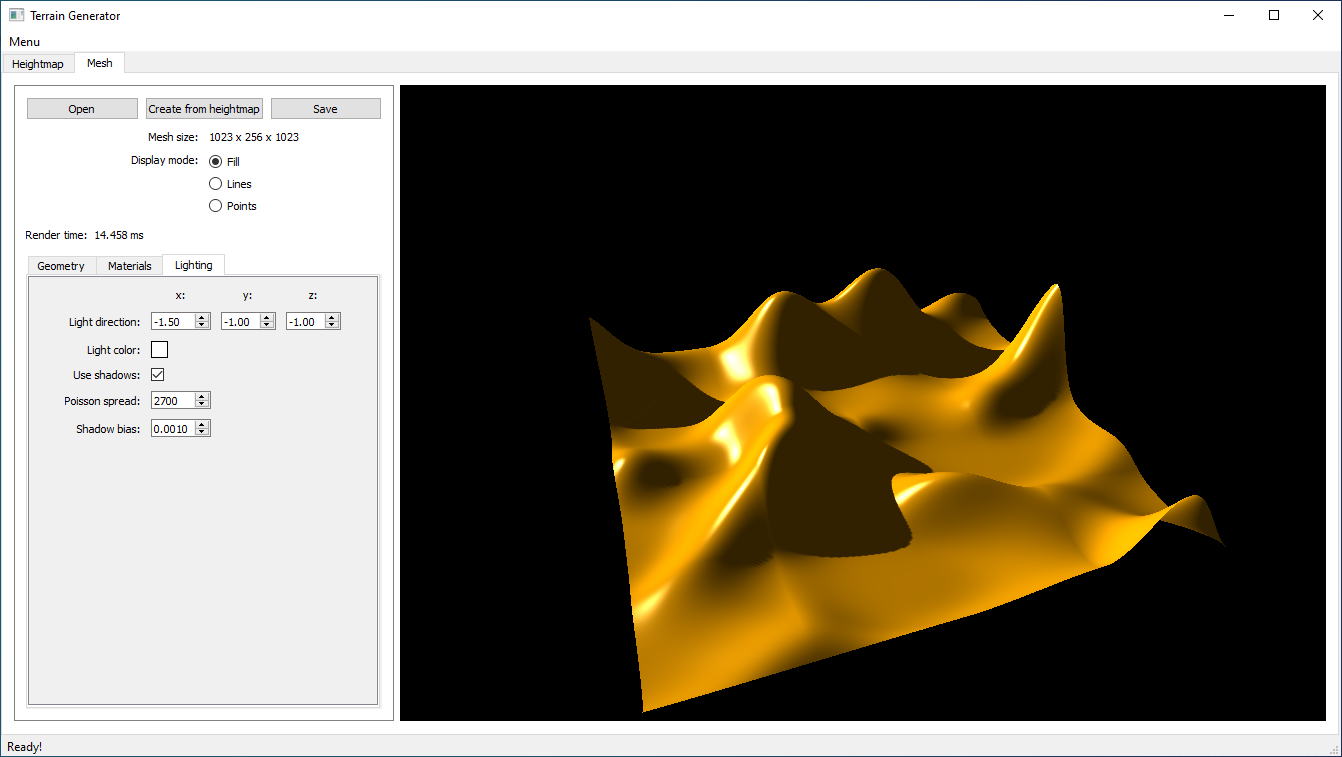 Terrain Generator
Menu
Heightmap Mesh
Open Create from heightmap Save
Mesh size: 1023 x 256 x 1023
Display mode: Fill
Lines
Points
Render time: 14.458 ms
Geometry Materials Lighting
x: y: z:
Light direction: -1.50 -1.00 -1.00
Light color:
Use shadows:
Poisson spread: 2700
Shadow bias: 0.0010
Ready!